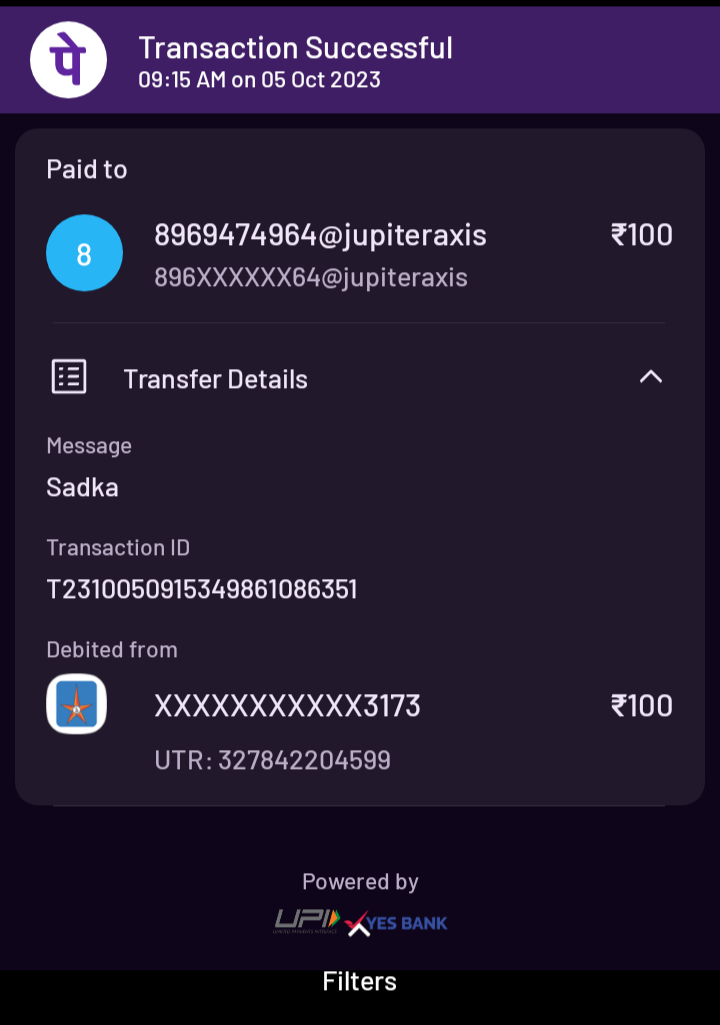 पे
Transaction Successful
09:15 AM on 05 Oct 2023
Paid to
8
8969474964@jupiteraxis
₹100
896XXXXXX64@jupiteraxis
Transfer Details
Message
Sadka
Transaction ID
T2310050915349861086351
Debited from
XXXXXXXXXXX3173
₹100
UTR: 327842204599
Powered by
UPI
YES BANK
Filters